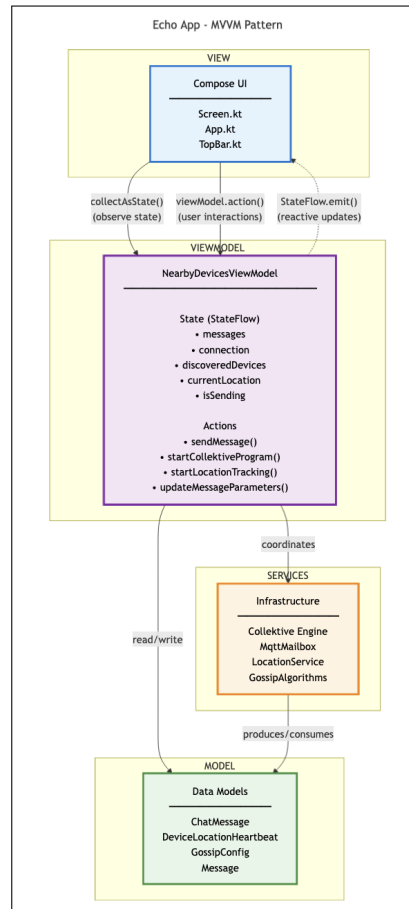 Echo App - MVVM Pattern
VIEW
Compose UI
Screen.kt
App.kt
TopBar.kt
collectAsState()
(observe state)
viewModel.action()
(user interactions)
StateFlow.emit()
(reactive updates)
VIEWMODEL
NearbyDevicesViewModel
State (StateFlow)
• messages
• connection
• discoveredDevices
• currentLocation
• isSending
Actions
• sendMessage()
• startCollektiveProgram()
• startLocationTracking()
• updateMessageParameters()
coordinates
SERVICES
Infrastructure
Collektive Engine
MqttMailbox
LocationService
GossipAlgorithms
read/write
produces/consumes
MODEL
Data Models
ChatMessage
DeviceLocationHeartbeat
GossipConfig
Message